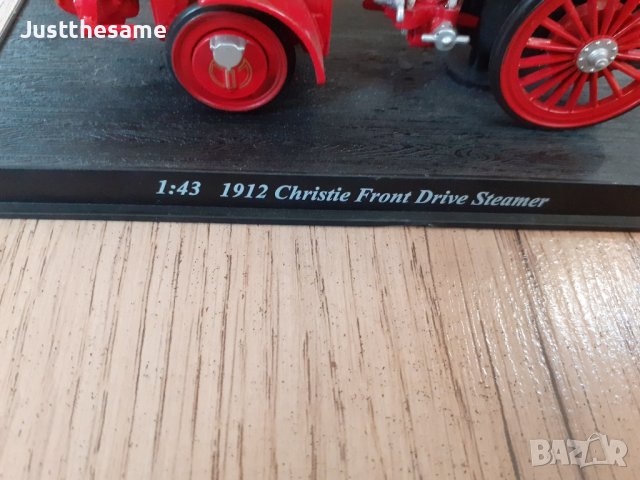 Justthesame
1:43 1912 Christie Front Drive Steamer
BAZAR